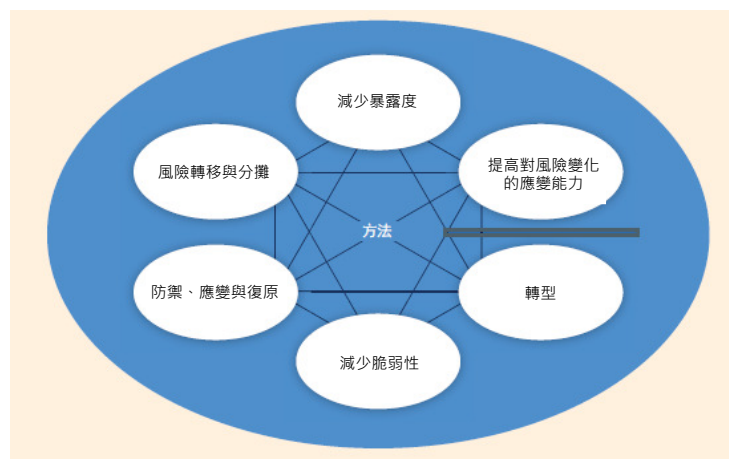 減少暴露度
風險轉移與分攤
提高對風險變化
的應變能力
方法
防禦、應變與復原
轉型
減少脆弱性